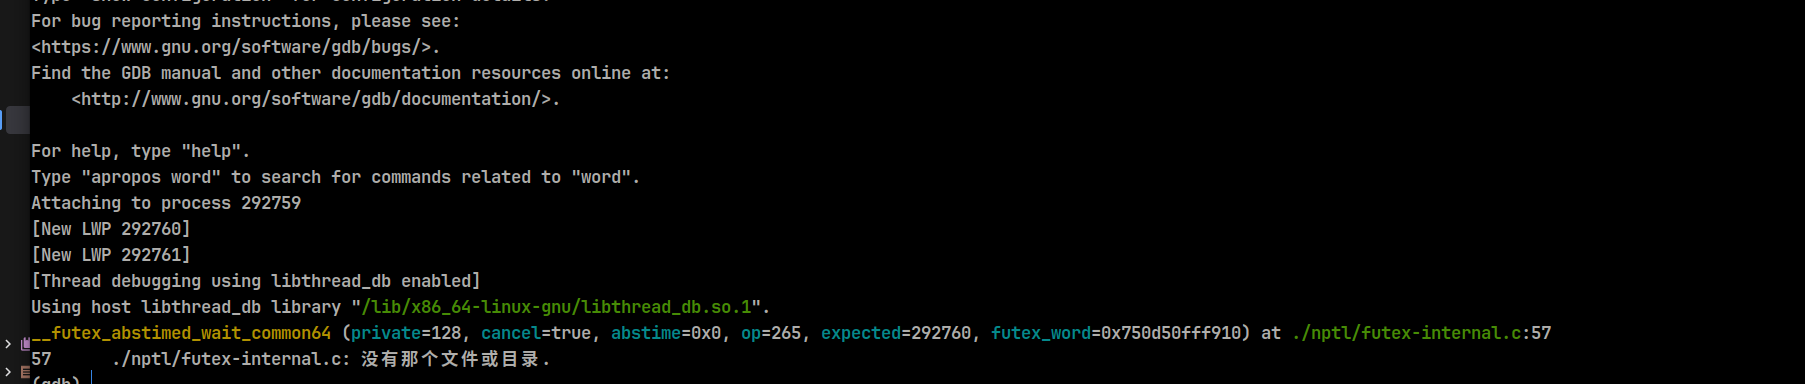 For bug reporting instructions, please see:
<https://www.gnu.org/software/gdb/bugs/>.
Find the GDB manual and other documentation resources online at:
    <http://www.gnu.org/software/gdb/documentation/>.
For help, type "help".
Type "apropos word" to search for commands related to "word".
Attaching to process 292759
[New LWP 292760]
[New LWP 292761]
[Thread debugging using libthread_db enabled]
Using host libthread_db library "/lib/x86_64-linux-gnu/libthread_db.so.1".
__futex_abstimed_wait_common64 (private=128, cancel=true, abstime=0x0, op=265, expected=292760, futex_word=0x750d50fff910) at ./nptl/futex-internal.c:57
57      ./nptl/futex-internal.c: 没有那个文件或目录.
(gdb)